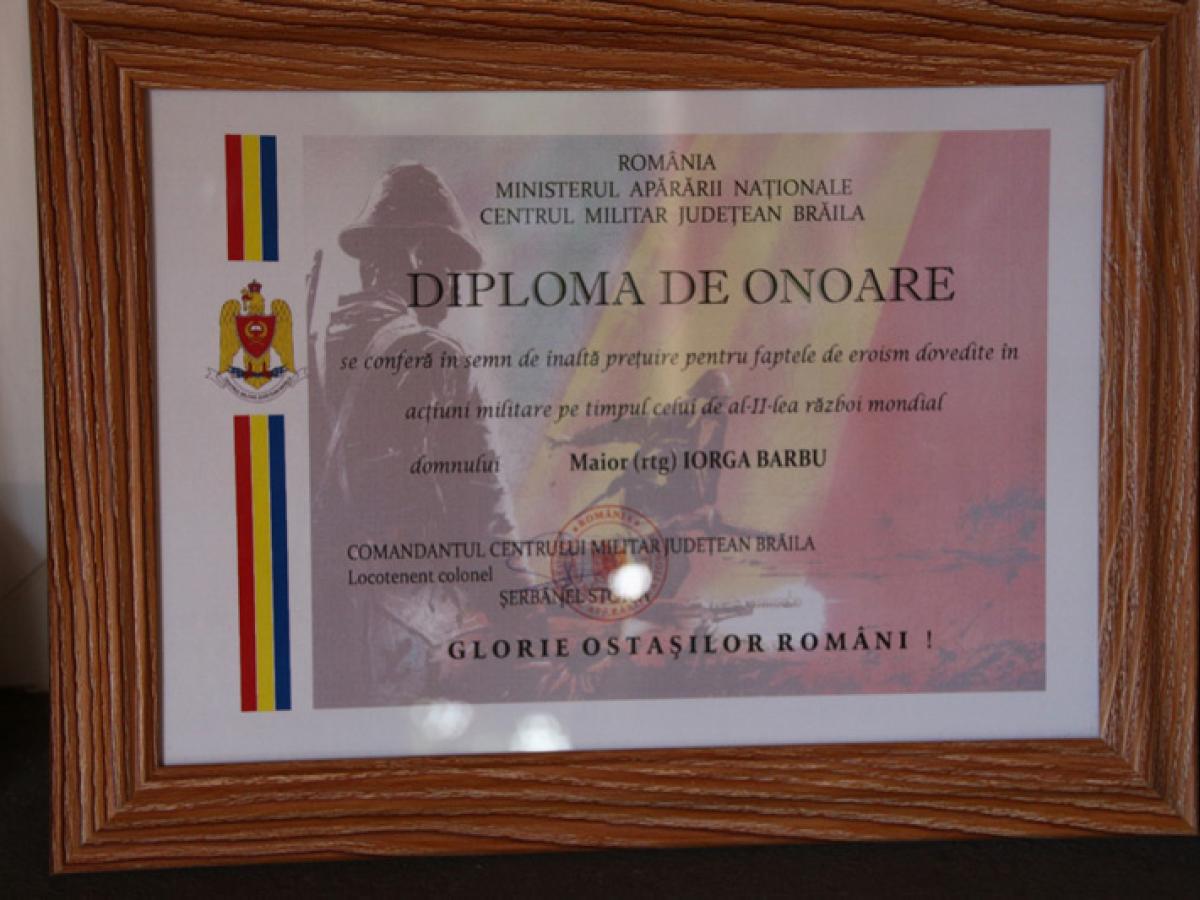 ROMÂNIA
MINISTERUL APĂRĂRII NAȚIONALE
CENTRUL MILITAR JUDEȚEAN BRĂILA
DIPLOMA DE ONOARE
se conferă în semn de înaltă prețuire pentru faptele de eroism dovedite în
acțiuni militare pe timpul celui de al-II-lea război mondial
domnului Maior (rtg) IORGA BARBU
COMANDANTUL CENTRULUI MILITAR JUDEȚEAN BRĂILA
Locotenent colonel
ȘERBĂNEL
ROMÂNIA
GLORIE OSTAȘILOR ROMÂNI !